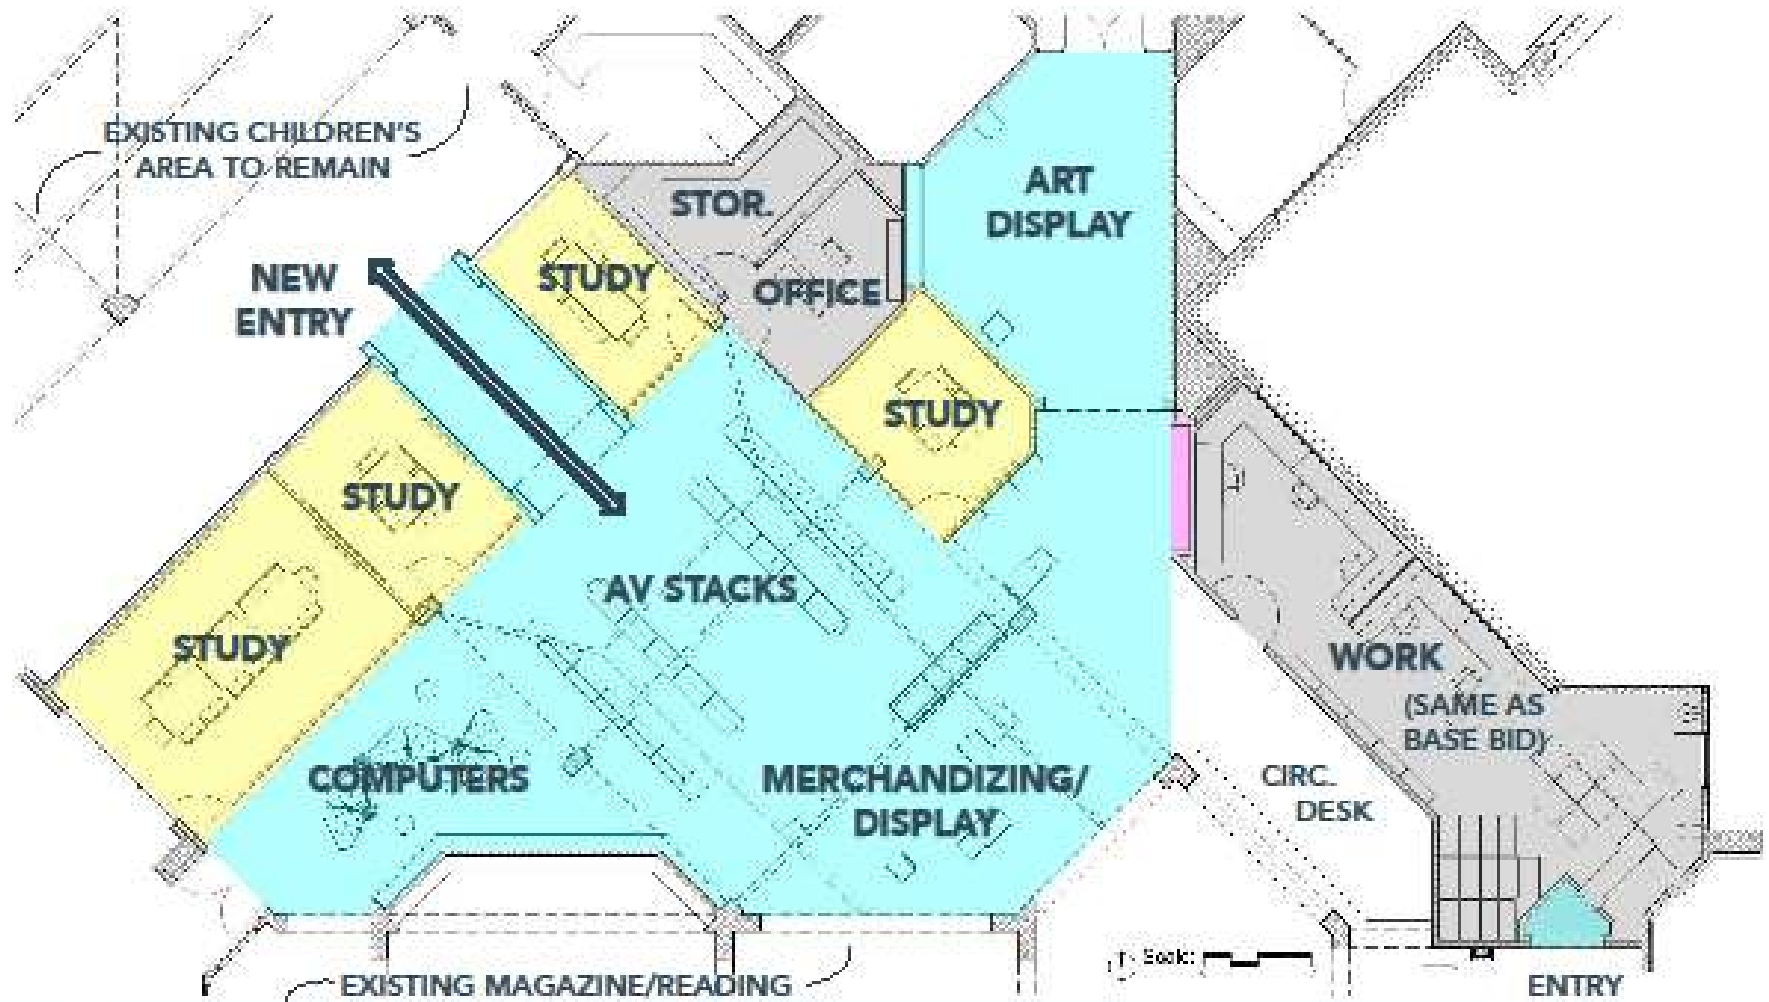 EXISTING CHILDREN'S
AREA TO REMAIN
NEW
ENTRY
STOR.
STUDY
OFFICE
ART
DISPLAY
STUDY
STUDY
STUDY
AV STACKS
COMPUTERS
MERCHANDIZING/
DISPLAY
WORK
(SAME AS
BASE BID)
CIRC.
DESK
Scale:
EXISTING MAGAZINE/READING
ENTRY